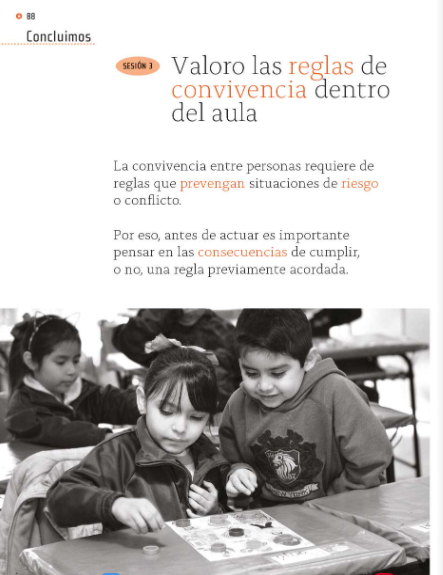 88
Concluimos
SESIÓN 3
Valoro las reglas de
convivencia dentro
del aula
La convivencia entre personas requiere de
reglas que prevengan situaciones de riesgo
o conflicto.
Por eso, antes de actuar es importante
pensar en las consecuencias de cumplir,
o no, una regla previamente acordada.